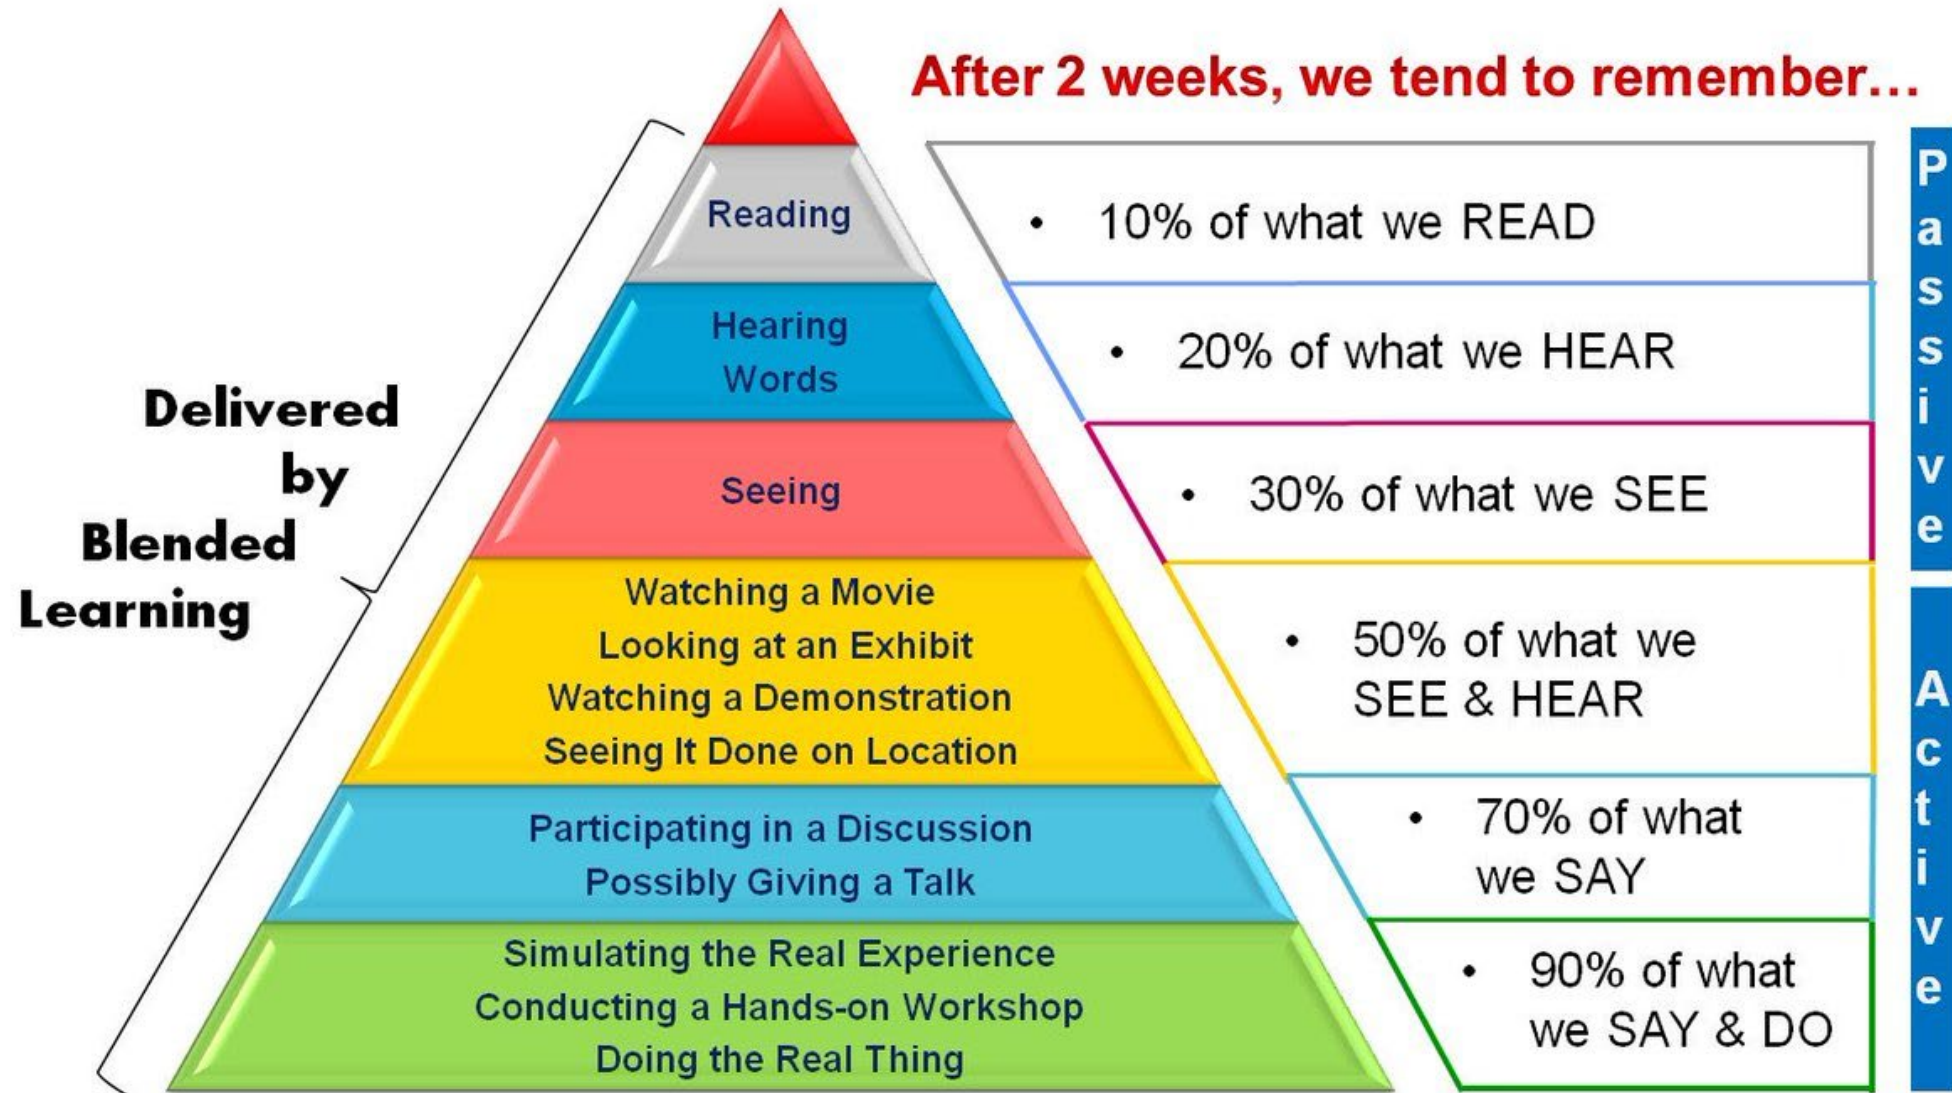 After 2 weeks, we tend to remember...
Delivered
by
Blended
Learning
Reading
Hearing
Words
Seeing
Watching a Movie
Looking at an Exhibit
Watching a Demonstration
Seeing It Done on Location
Participating in a Discussion
Possibly Giving a Talk
Simulating the Real Experience
Conducting a Hands-on Workshop
Doing the Real Thing
• 10% of what we READ
• 20% of what we HEAR
• 30% of what we SEE
• 50% of what we
SEE & HEAR
• 70% of what
we SAY
• 90% of what
we SAY & DO
Passive
Active